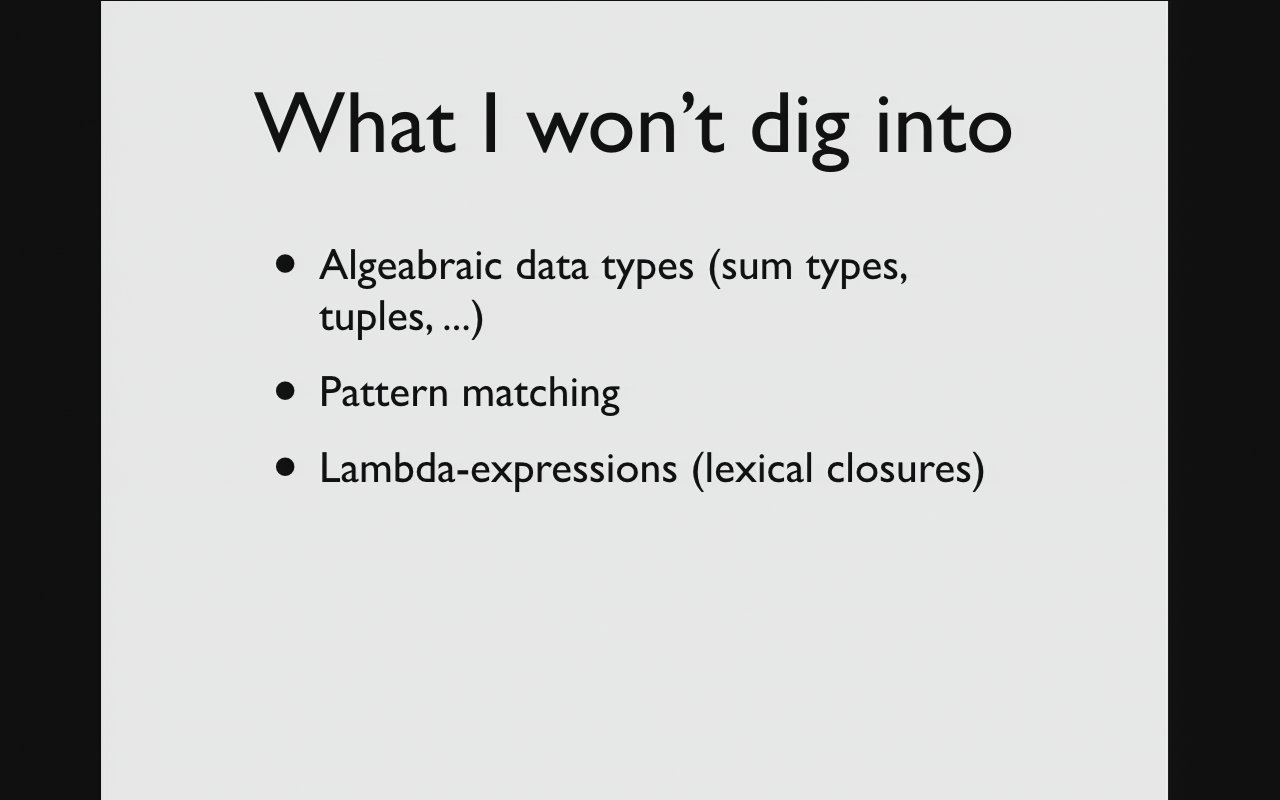 What I won’t dig into
• Algeabraic data types (sum types,
tuples, ...)
• Pattern matching
• Lambda-expressions (lexical closures)